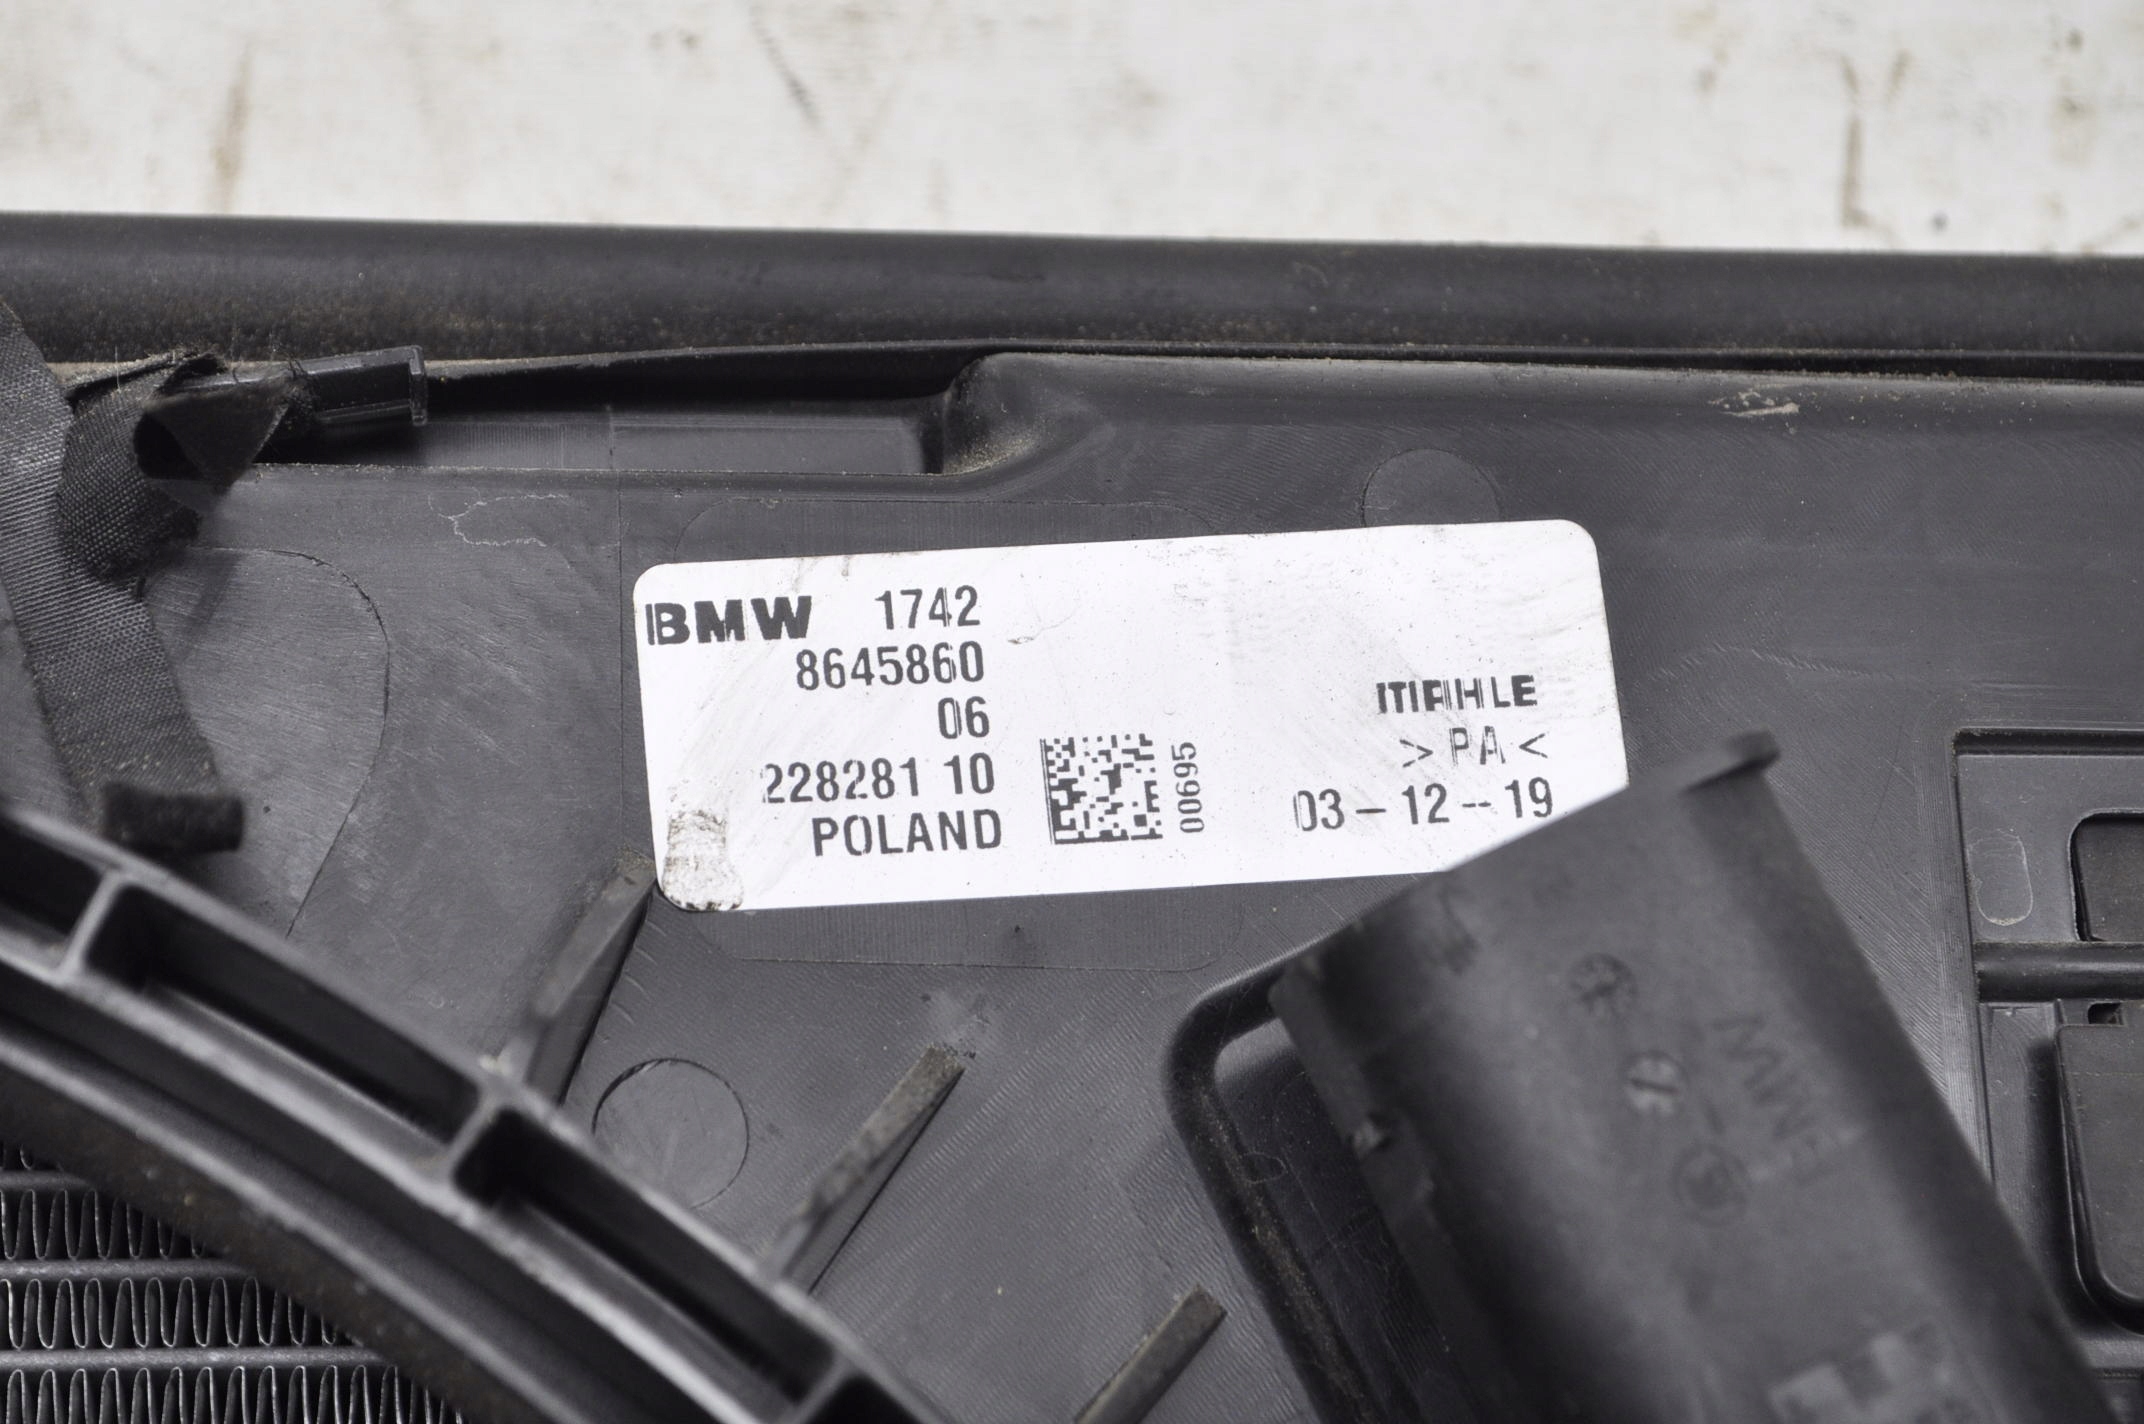 BMW 1742
8645860
06
228281 10
POLAND
00695
MAHLE
> PA <
03-12-19